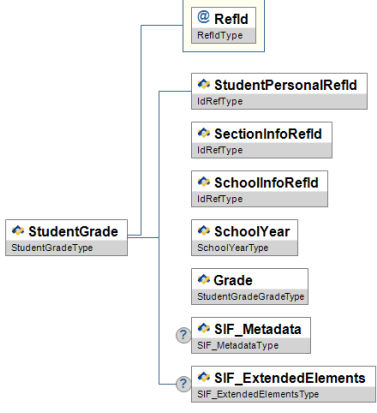 @ RefId
RefIdType
StudentPersonalRefId
IdRefType
SectionInfoRefId
IdRefType
SchoolInfoRefId
IdRefType
StudentGrade
StudentGradeType
SchoolYear
SchoolYearType
Grade
StudentGradeGradeType
? SIF_Metadata
SIF_MetadataType
? SIF_ExtendedElements
SIF_ExtendedElementsType